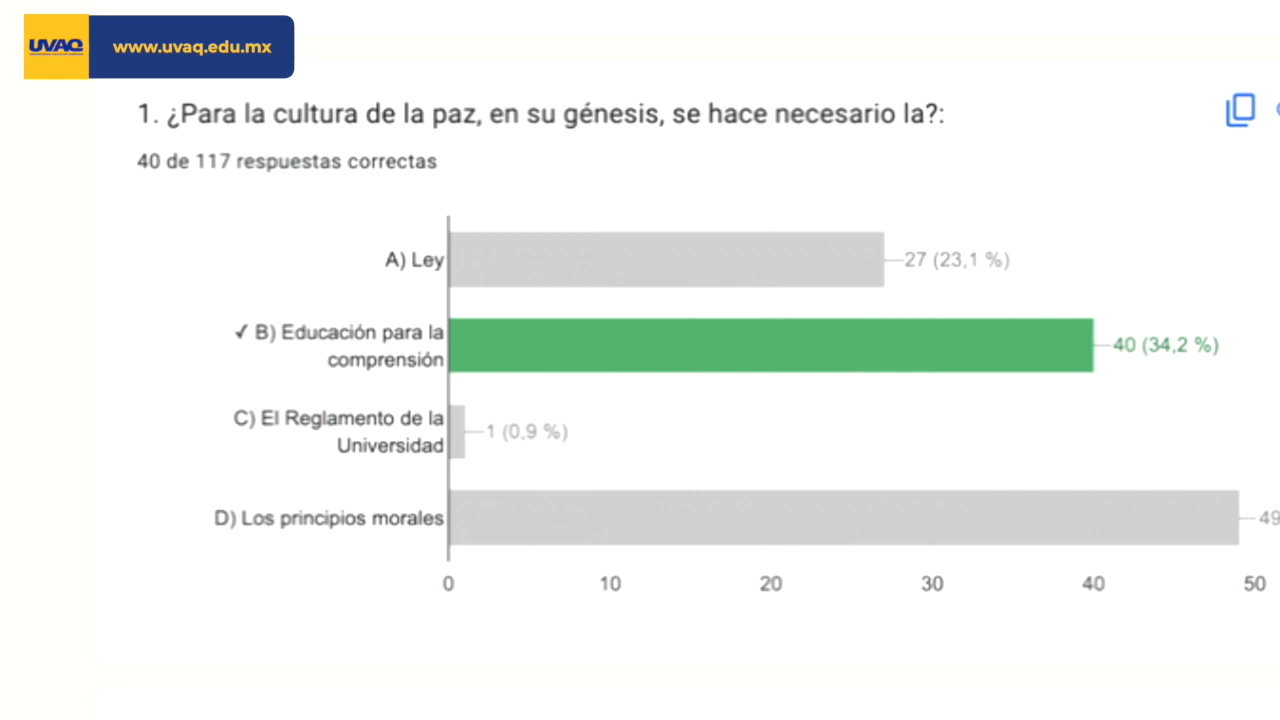 UVAQ
www.uvaq.edu.mx
1. ¿Para la cultura de la paz, en su génesis, se hace necesario la?:
40 de 117 respuestas correctas
A) Ley
27 (23,1 %)
✓ B) Educación para la
comprensión
40 (34,2 %)
C) El Reglamento de la
Universidad
1 (0,9 %)
D) Los principios morales
49
0 10 20 30 40 50